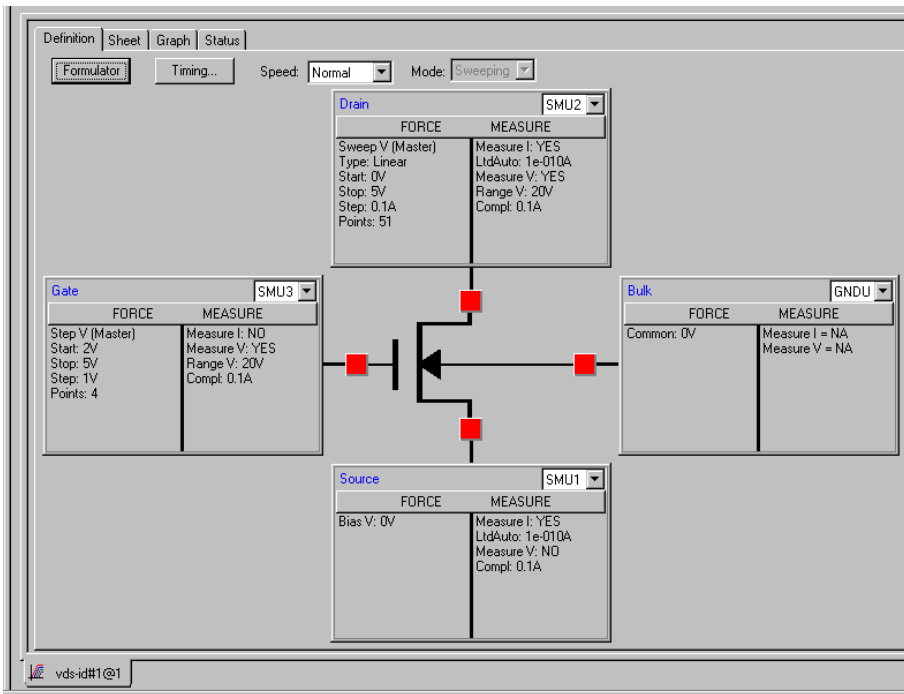 Definition Sheet Graph Status
Formulator Timing... Speed: Normal Mode: Sweeping
Drain SMU2
FORCE MEASURE
Sweep V (Master) Measure I: YES
Type: Linear LtdAuto: 1e-010A
Start: 0V Measure V: YES
Stop: 5V Range V: 20V
Step: 0.1A Compl: 0.1A
Points: 51
Gate SMU3
FORCE MEASURE
Step V (Master) Measure I: NO
Start: 2V Measure V: YES
Stop: 5V Range V: 20V
Step: 1V Compl: 0.1A
Points: 4
Bulk GNDU
FORCE MEASURE
Common: 0V Measure I = NA
Measure V = NA
Source SMU1
FORCE MEASURE
Bias V: 0V Measure I: YES
LtdAuto: 1e-010A
Measure V: NO
Compl: 0.1A
vds-id#1@1